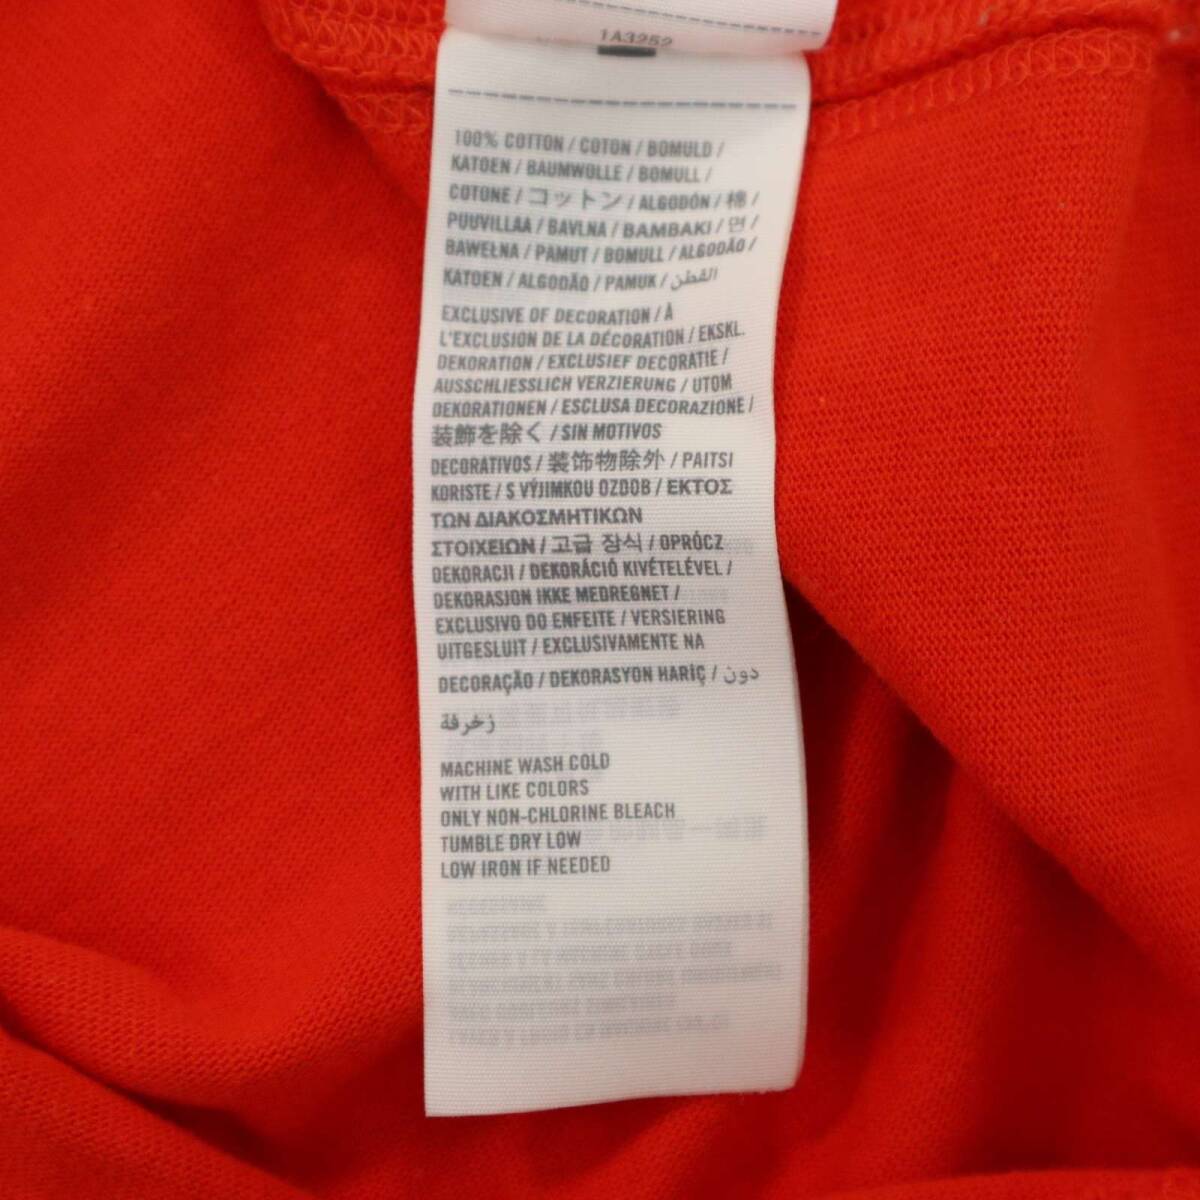 1A3252
100% COTTON / COTON / BOMULD /
KATOEN / BAUMWOLLE / BOMULL /
COTONE / コットン / ALGODÓN / 棉 /
PUUVILLAA / BAVLNA / ΒΑΜΒΑΚΙ / 면 /
BAWEŁNA / PAMUT / BOMULL / ALGODÃO /
KATOEN / ALGODÃO / PAMUK / القطن
EXCLUSIVE OF DECORATION / À
L'EXCLUSION DE LA DÉCORATION / EKSKL.
DEKORATION / EXCLUSIEF DECORATIE /
AUSSCHLIESSLICH VERZIERUNG / UTOM
DEKORATIONEN / ESCLUSA DECORAZIONE /
装飾を除く / SIN MOTIVOS
DECORATIVOS / 装饰物除外 / PAITSI
KORISTE / S VÝJIMKOU OZDOB / ΕΚΤΟΣ
ΤΩΝ ΔΙΑΚΟΣΜΗΤΙΚΩΝ
ΣΤΟΙΧΕΙΩΝ / 고급 장식 / OPRÓCZ
DEKORACJI / DEKORÁCIÓ KIVÉTELÉVEL /
DEKORASJON IKKE MEDREGNET /
EXCLUSIVO DO ENFEITE / VERSIERING
UITGESLUIT / EXCLUSIVAMENTE NA
DECORAÇÃO / DEKORASYON HARİÇ / دون
زخرفة
MACHINE WASH COLD
WITH LIKE COLORS
ONLY NON-CHLORINE BLEACH
TUMBLE DRY LOW
LOW IRON IF NEEDED